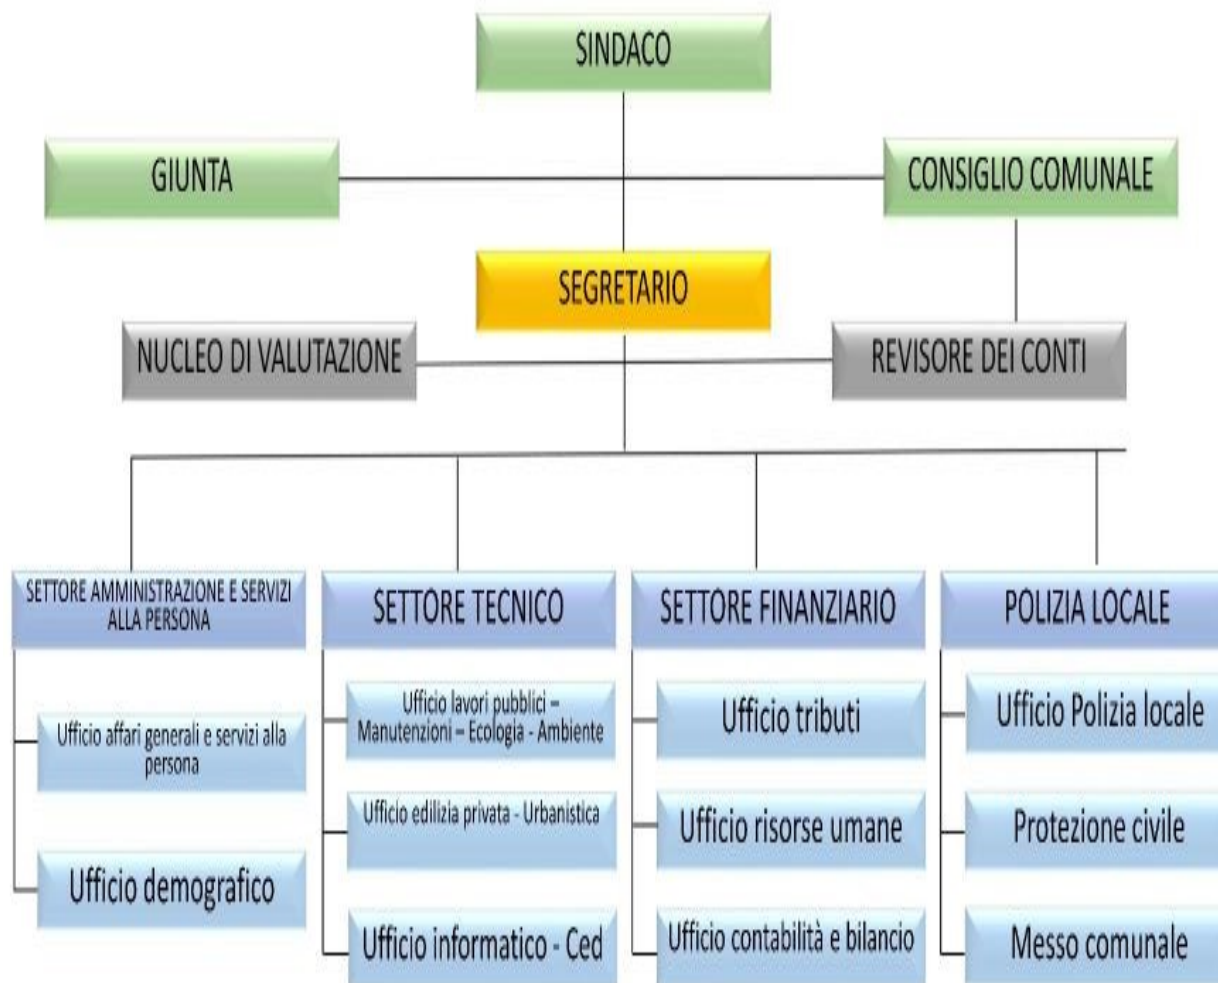 SINDACO
GIUNTA
CONSIGLIO COMUNALE
SEGRETARIO
NUCLEO DI VALUTAZIONE
REVISORE DEI CONTI
SETTORE AMMINISTRAZIONE E SERVIZI
ALLA PERSONA
Ufficio affari generali e servizi alla
persona
Ufficio demografico
SETTORE TECNICO
Ufficio lavori pubblici –
Manutenzioni – Ecologia - Ambiente
Ufficio edilizia privata - Urbanistica
Ufficio informatico - Ced
SETTORE FINANZIARIO
Ufficio tributi
Ufficio risorse umane
Ufficio contabilità e bilancio
POLIZIA LOCALE
Ufficio Polizia locale
Protezione civile
Messo comunale